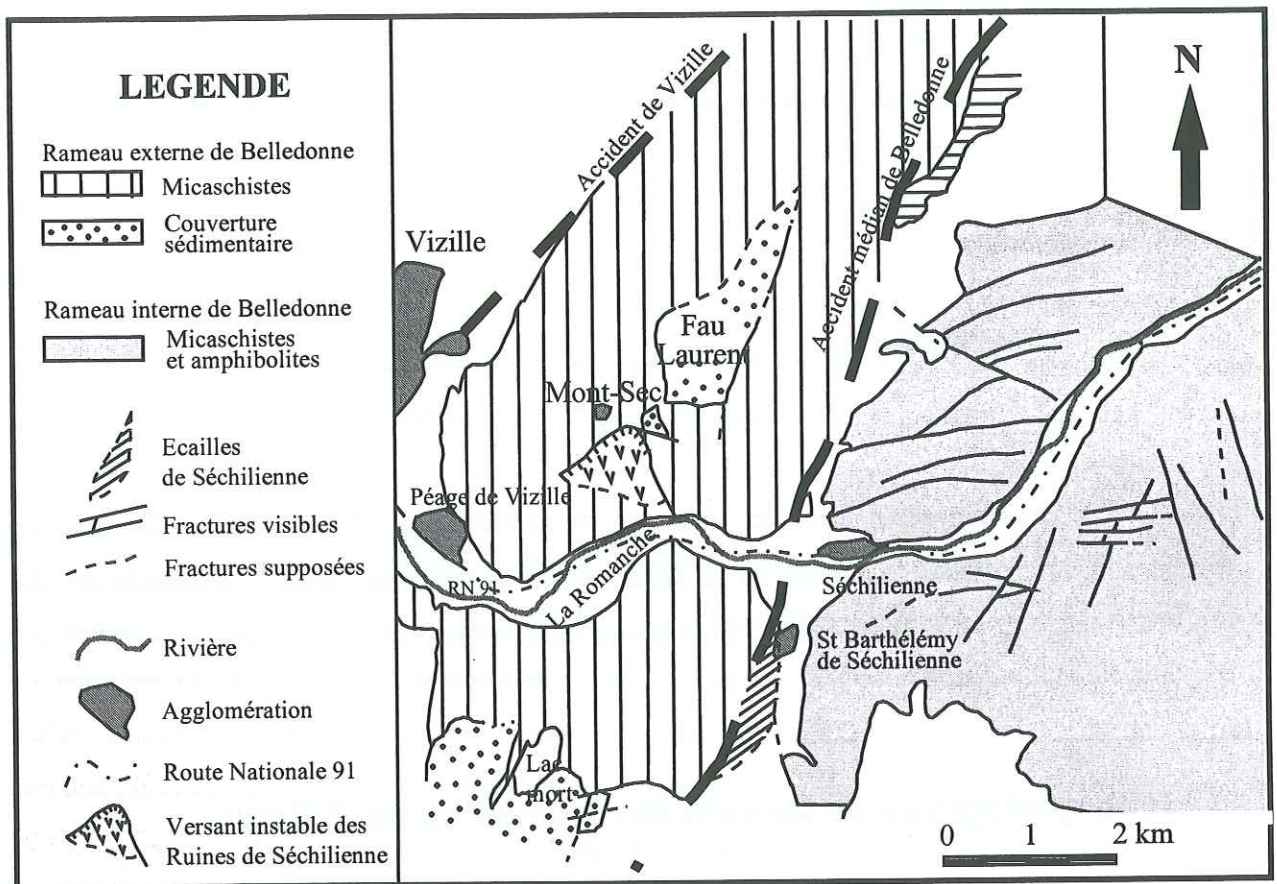 LEGENDE
Rameau externe de Belledonne
Micaschistes
Couverture
sédimentaire
Rameau interne de Belledonne
Micaschistes
et amphibolites
Ecailles
de Séchilienne
Fractures visibles
Fractures supposées
Rivière
Agglomération
Route Nationale 91
Versant instable des
Ruines de Séchilienne
Accident de Vizille
Accident médian de Belledonne
N
Vizille
Fau
Laurent
Mont-Sec
Péage de Vizille
RN 91
La Romanche
Séchilienne
St Barthélémy
de Séchilienne
Lac
mort
0 1 2 km